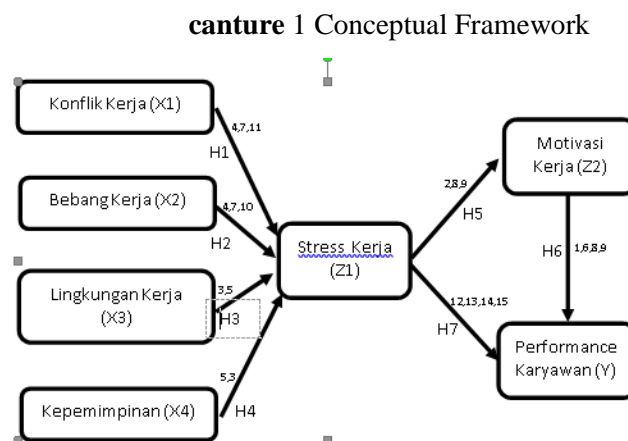 canture 1 Conceptual Framework
Konflik Kerja (X1)
4,7,11
H1
Bebang Kerja (X2)
4,7,10
H2
Lingkungan Kerja
(X3)
3,5
H3
Kepemimpinan (X4)
5,3
H4
Stress Kerja
(Z1)
2,8,9
H5
Motivasi
Kerja (Z2)
H6
1,6,8,9
12,13,14,15
H7
Performance
Karyawan (Y)